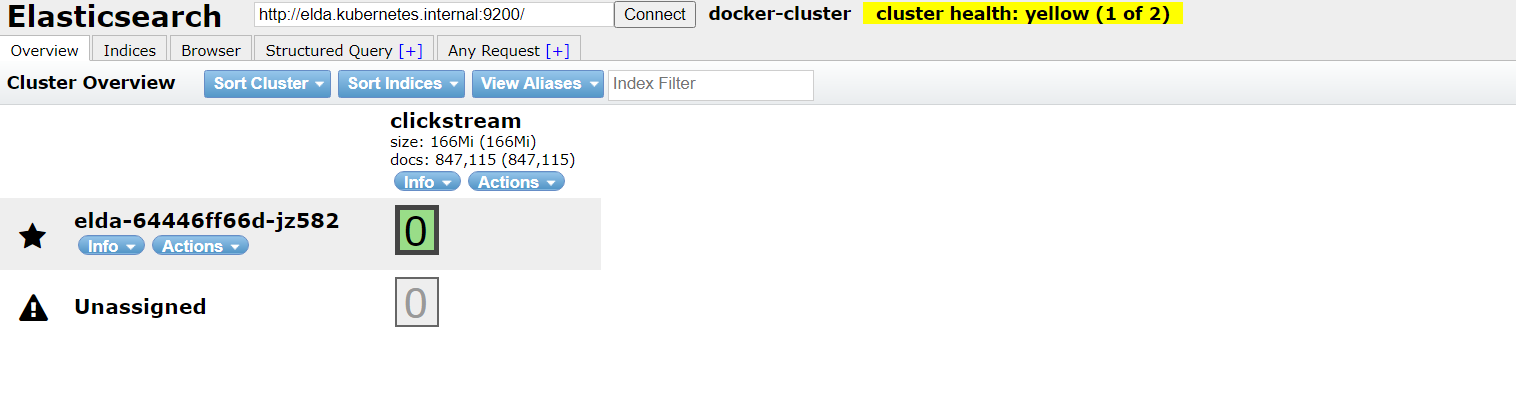 Elasticsearch http://elda.kubernetes.internal:9200/ Connect docker-cluster cluster health: yellow (1 of 2)
Overview Indices Browser Structured Query [+] Any Request [+]
Cluster Overview Sort Cluster Sort Indices View Aliases Index Filter
clickstream
size: 166Mi (166Mi)
docs: 847,115 (847,115)
Info Actions
elda-64446ff66d-jz582 0
Info Actions
Unassigned 0